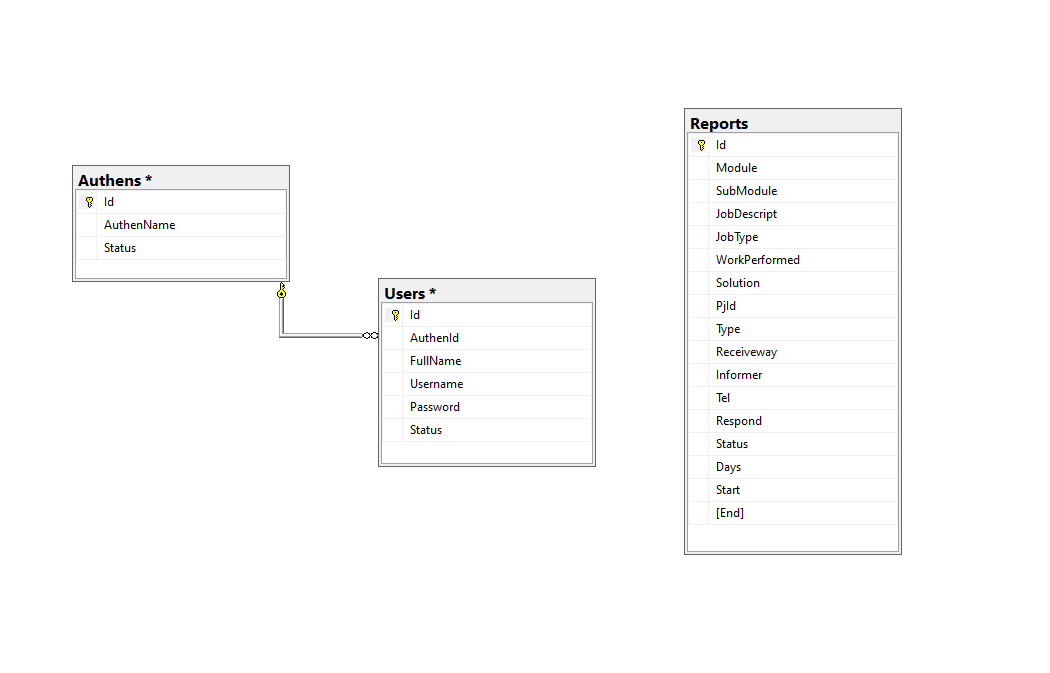 Authens *
Id
AuthenName
Status
Users *
Id
AuthenId
FullName
Username
Password
Status
Reports
Id
Module
SubModule
JobDescript
JobType
WorkPerformed
Solution
PjId
Type
Receiveway
Informer
Tel
Respond
Status
Days
Start
[End]